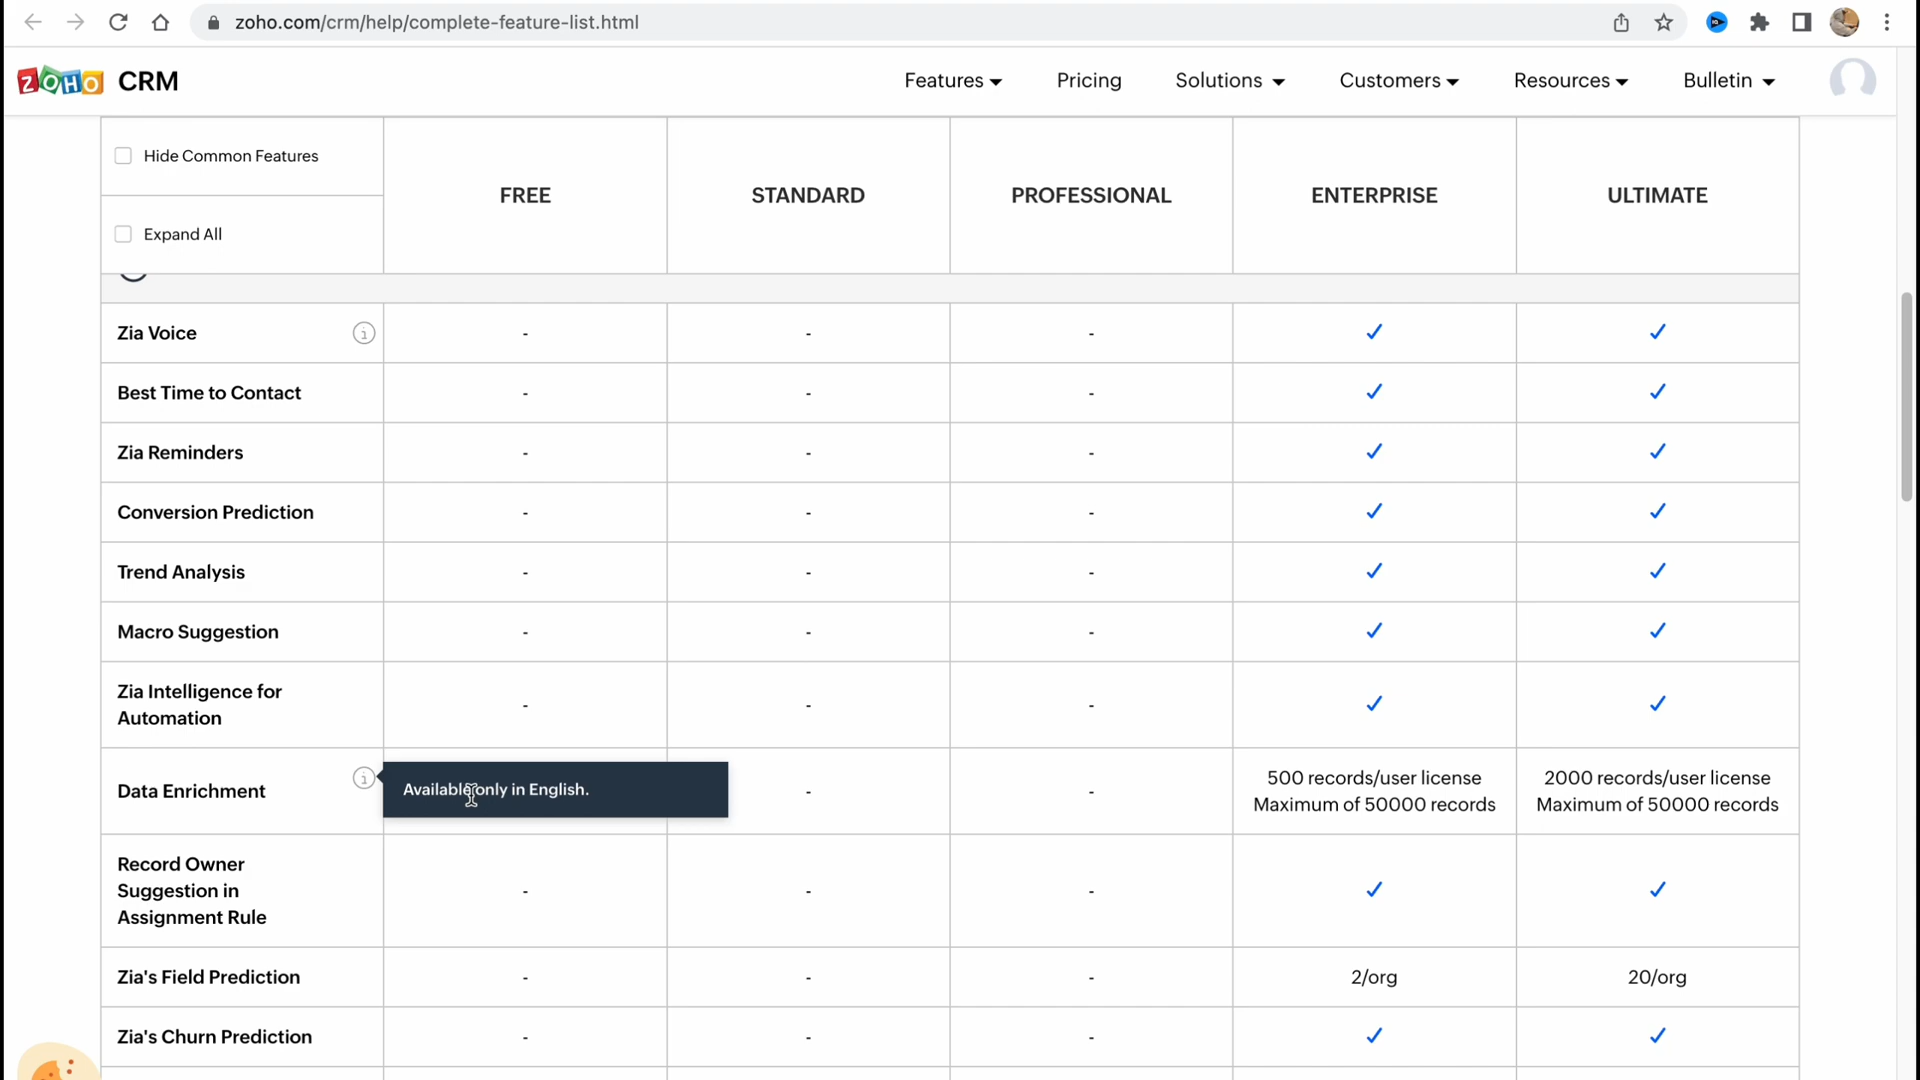 zoho.com/crm/help/complete-feature-list.html
ZOHO CRM
Features
Pricing
Solutions
Customers
Resources
Bulletin
Hide Common Features
Expand All
FREE
STANDARD
PROFESSIONAL
ENTERPRISE
ULTIMATE
Zia Voice - - - ✓ ✓
Best Time to Contact - - - ✓ ✓
Zia Reminders - - - ✓ ✓
Conversion Prediction - - - ✓ ✓
Trend Analysis - - - ✓ ✓
Macro Suggestion - - - ✓ ✓
Zia Intelligence for
Automation - - - ✓ ✓
Data Enrichment
Available only in English.
- -
500 records/user license
Maximum of 50000 records
2000 records/user license
Maximum of 50000 records
Record Owner
Suggestion in
Assignment Rule - - - ✓ ✓
Zia's Field Prediction - - - 2/org 20/org
Zia's Churn Prediction - - - ✓ ✓